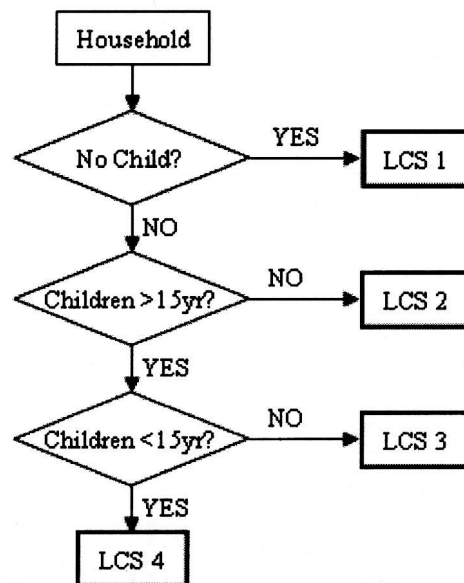 Household
No Child?
YES
LCS 1
NO
Children >15yr?
NO
LCS 2
YES
Children <15yr?
NO
LCS 3
YES
LCS 4